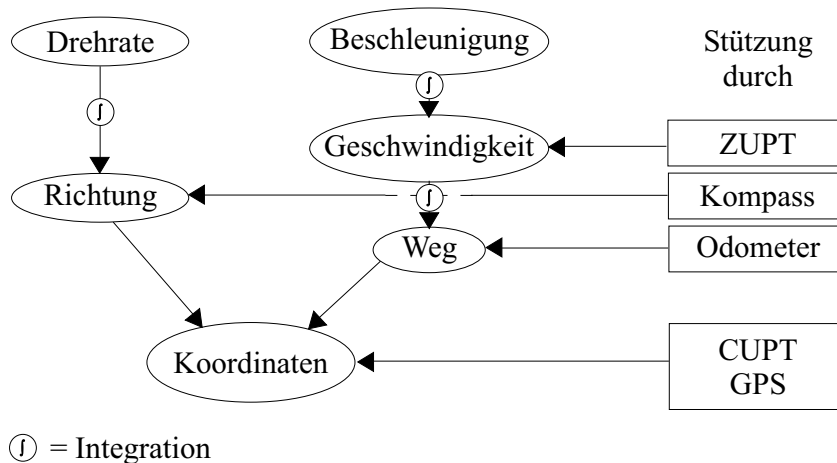 Drehrate
Beschleunigung
Stützung
durch
∫
∫
Geschwindigkeit
ZUPT
Richtung
∫
Kompass
Weg
Odometer
Koordinaten
CUPT
GPS
∫ = Integration